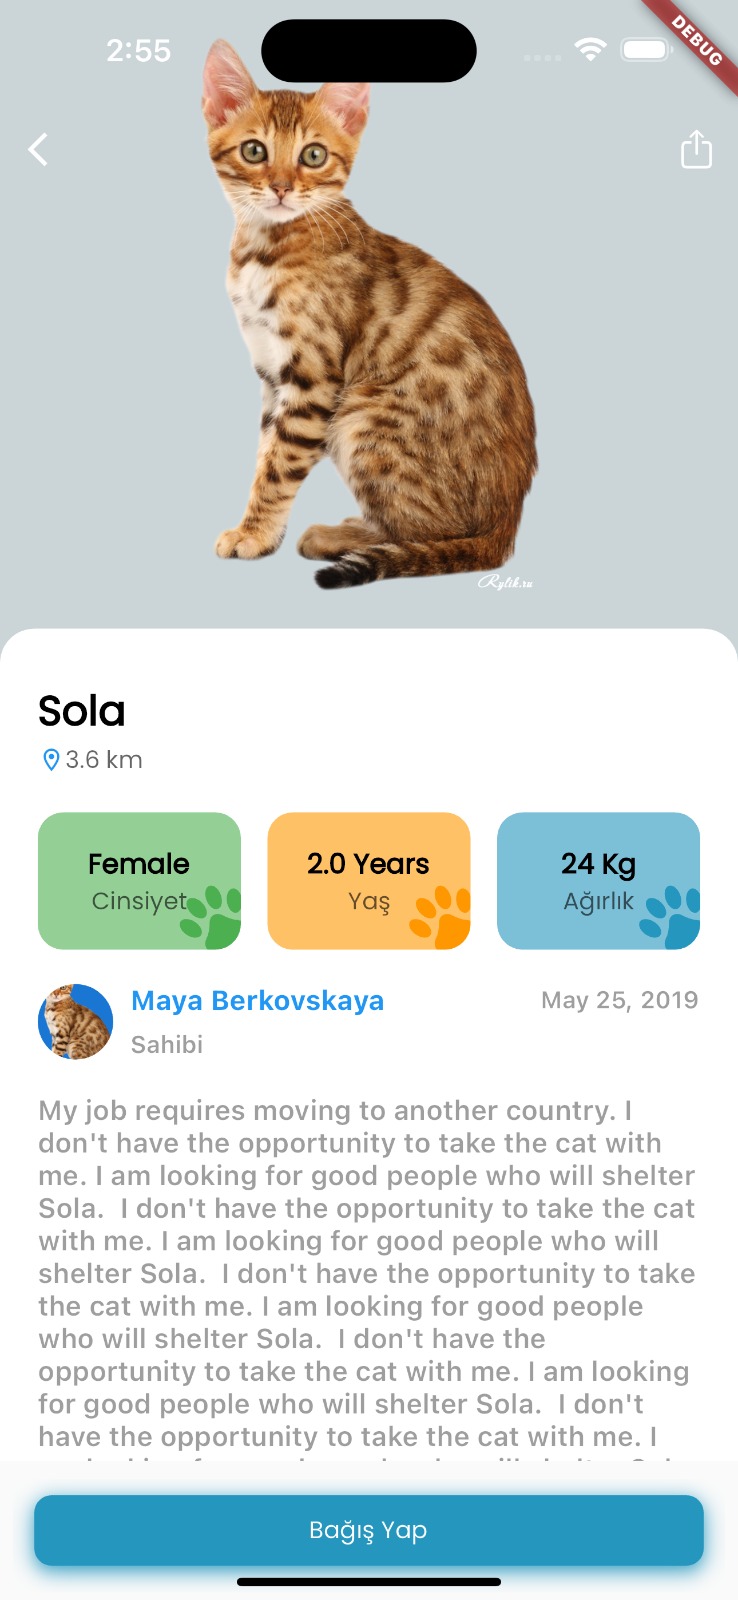 2:55
DEBUG
Rylik.ru
Sola
3.6 km
Female
Cinsiyet
2.0 Years
Yaş
24 Kg
Ağırlık
Maya Berkovskaya
May 25, 2019
Sahibi
My job requires moving to another country. I
don't have the opportunity to take the cat with
me. I am looking for good people who will shelter
Sola.  I don't have the opportunity to take the cat
with me. I am looking for good people who will
shelter Sola.  I don't have the opportunity to take
the cat with me. I am looking for good people
who will shelter Sola.  I don't have the
opportunity to take the cat with me. I am looking
for good people who will shelter Sola.  I don't
have the opportunity to take the cat with me. I
Bağış Yap